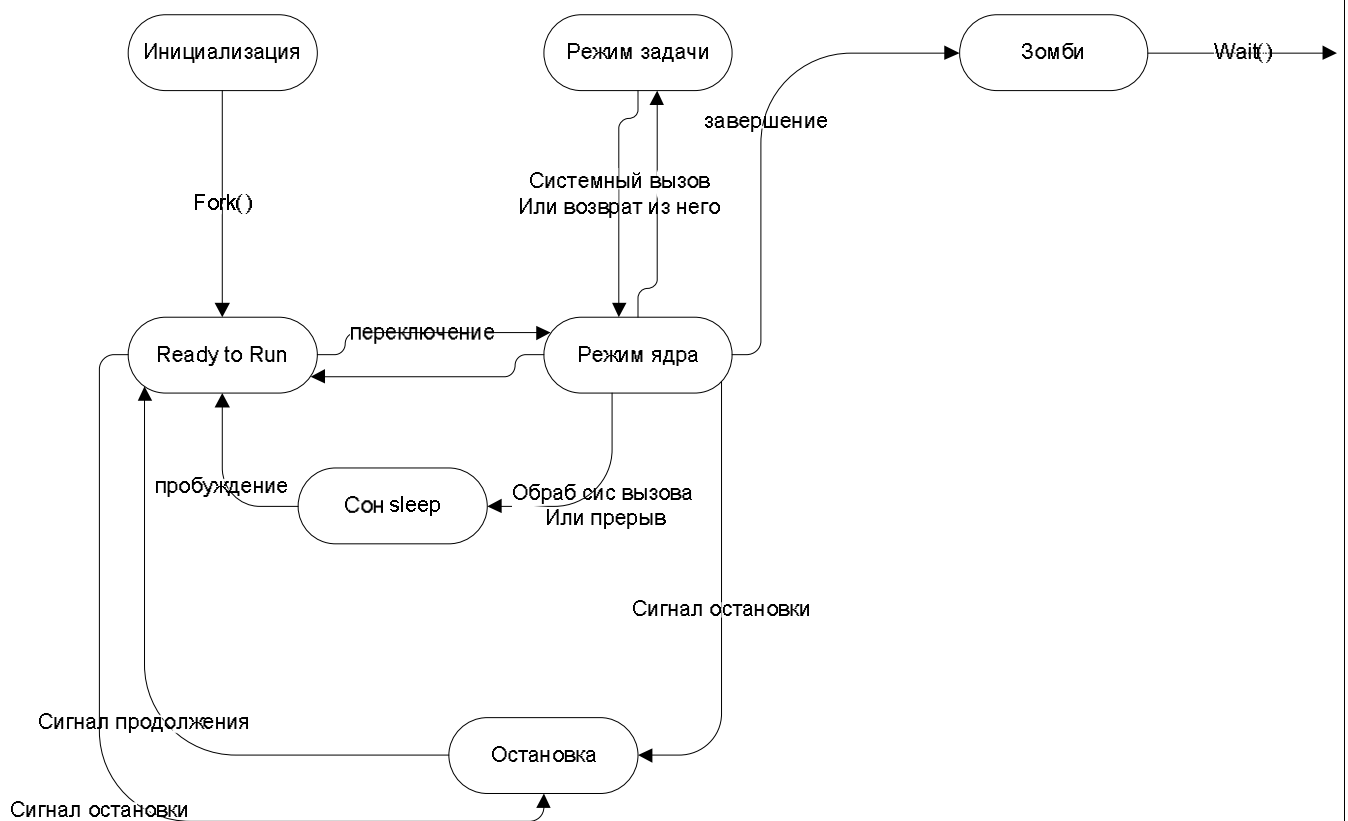 Инициализация
Режим задачи
Зомби
Wait()
завершение
Системный вызов
Или возврат из него
Fork()
переключение
Ready to Run
Режим ядра
пробуждение
Сон sleep
Обраб сис вызова
Или прерыв
Сигнал остановки
Сигнал продолжения
Остановка
Сигнал остановки